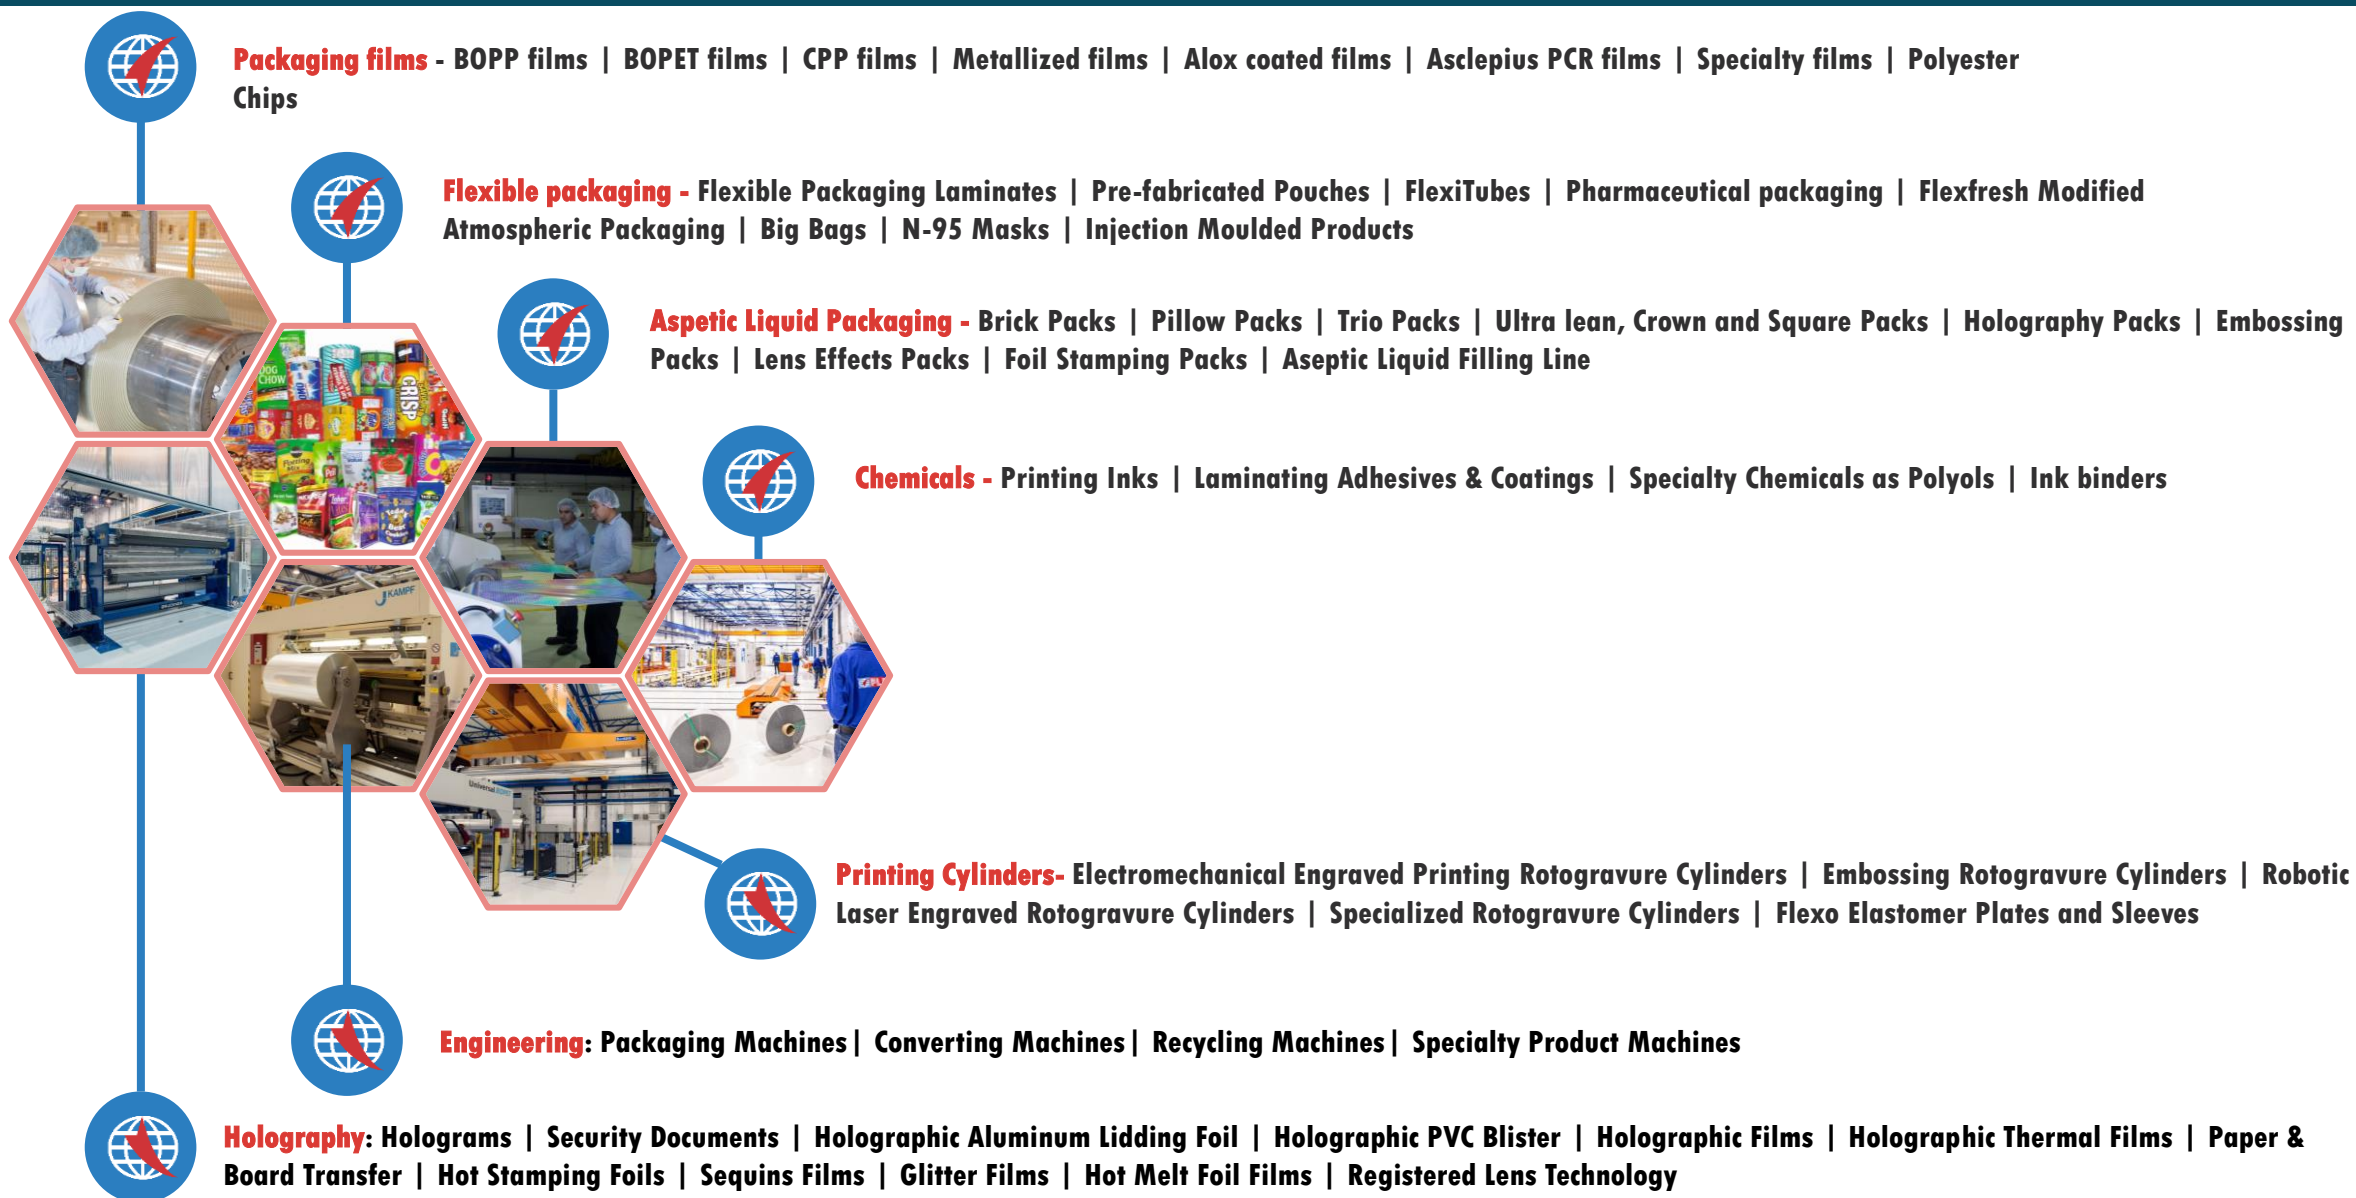 Packaging films - BOPP films | BOPET films | CPP films | Metallized films | Alox coated films | Asclepius PCR films | Specialty films | Polyester
Chips
Flexible packaging - Flexible Packaging Laminates | Pre-fabricated Pouches | FlexiTubes | Pharmaceutical packaging | Flexfresh Modified
Atmospheric Packaging | Big Bags | N-95 Masks | Injection Moulded Products
Aspetic Liquid Packaging - Brick Packs | Pillow Packs | Trio Packs | Ultra lean, Crown and Square Packs | Holography Packs | Embossing
Packs | Lens Effects Packs | Foil Stamping Packs | Aseptic Liquid Filling Line
DOG
CHOW
CRISP
Chemicals - Printing Inks | Laminating Adhesives & Coatings | Specialty Chemicals as Polyols | Ink binders
KAMPF
Universal
Printing Cylinders- Electromechanical Engraved Printing Rotogravure Cylinders | Embossing Rotogravure Cylinders | Robotic
Laser Engraved Rotogravure Cylinders | Specialized Rotogravure Cylinders | Flexo Elastomer Plates and Sleeves
Engineering: Packaging Machines| Converting Machines| Recycling Machines| Specialty Product Machines
Holography: Holograms | Security Documents | Holographic Aluminum Lidding Foil | Holographic PVC Blister | Holographic Films | Holographic Thermal Films | Paper &
Board Transfer | Hot Stamping Foils | Sequins Films | Glitter Films | Hot Melt Foil Films | Registered Lens Technology